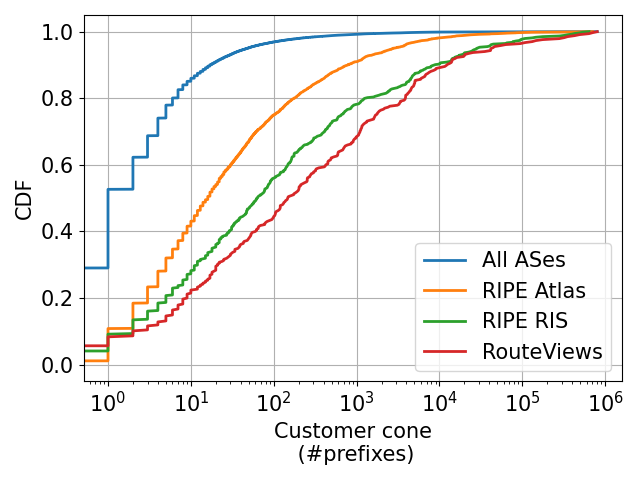 1.0
0.8
0.6
0.4
0.2
0.0
CDF
All ASes
RIPE Atlas
RIPE RIS
RouteViews
10^0 10^1 10^2 10^3 10^4 10^5 10^6
Customer cone
(#prefixes)